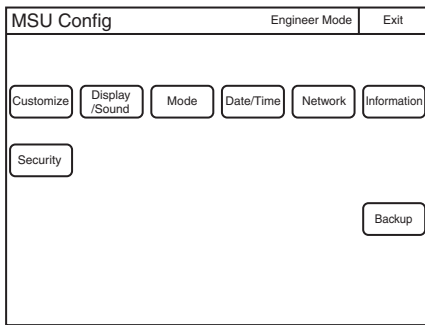 MSU Config Engineer Mode Exit
Customize Display /Sound Mode Date/Time Network Information
Security
Backup